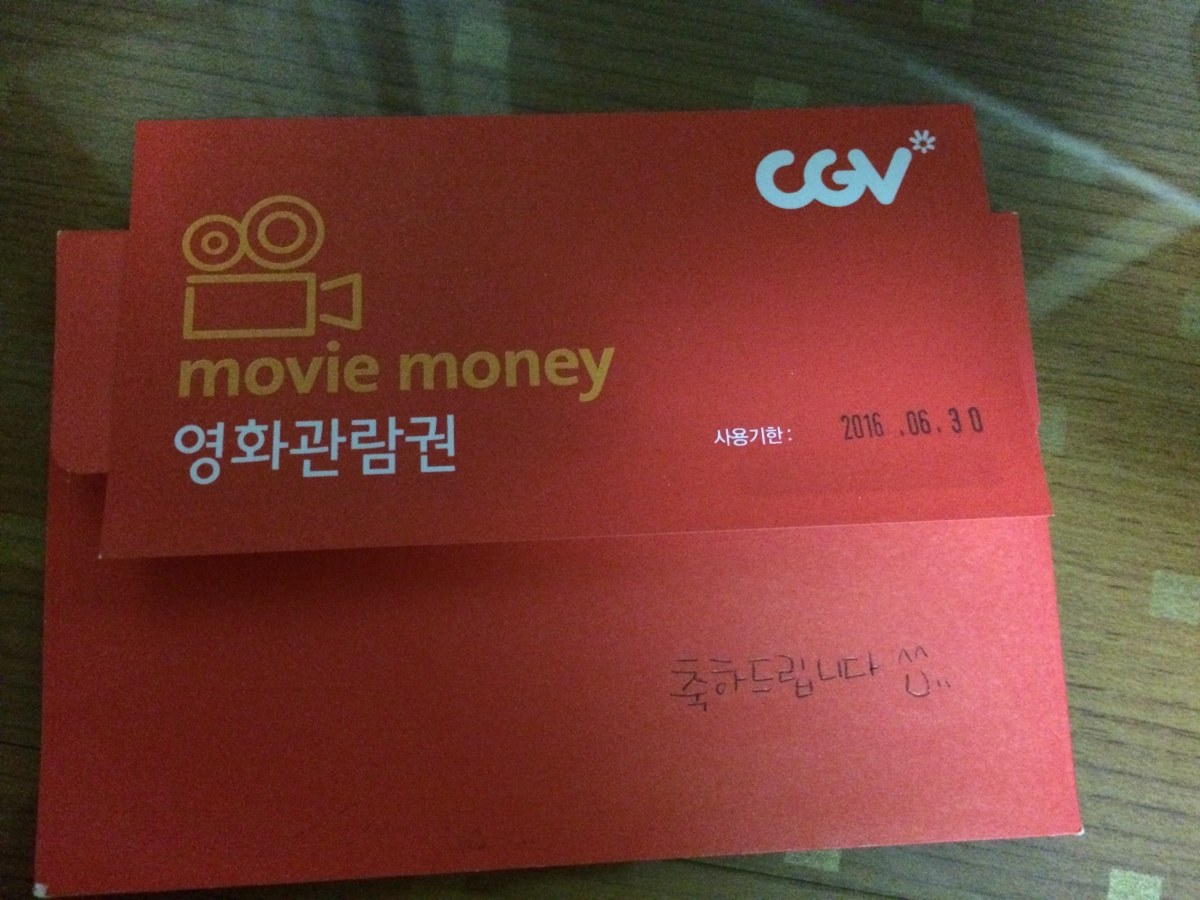 CGV
movie money
영화관람권
사용기한 : 2016 .06.30
축하드립니다 ^^